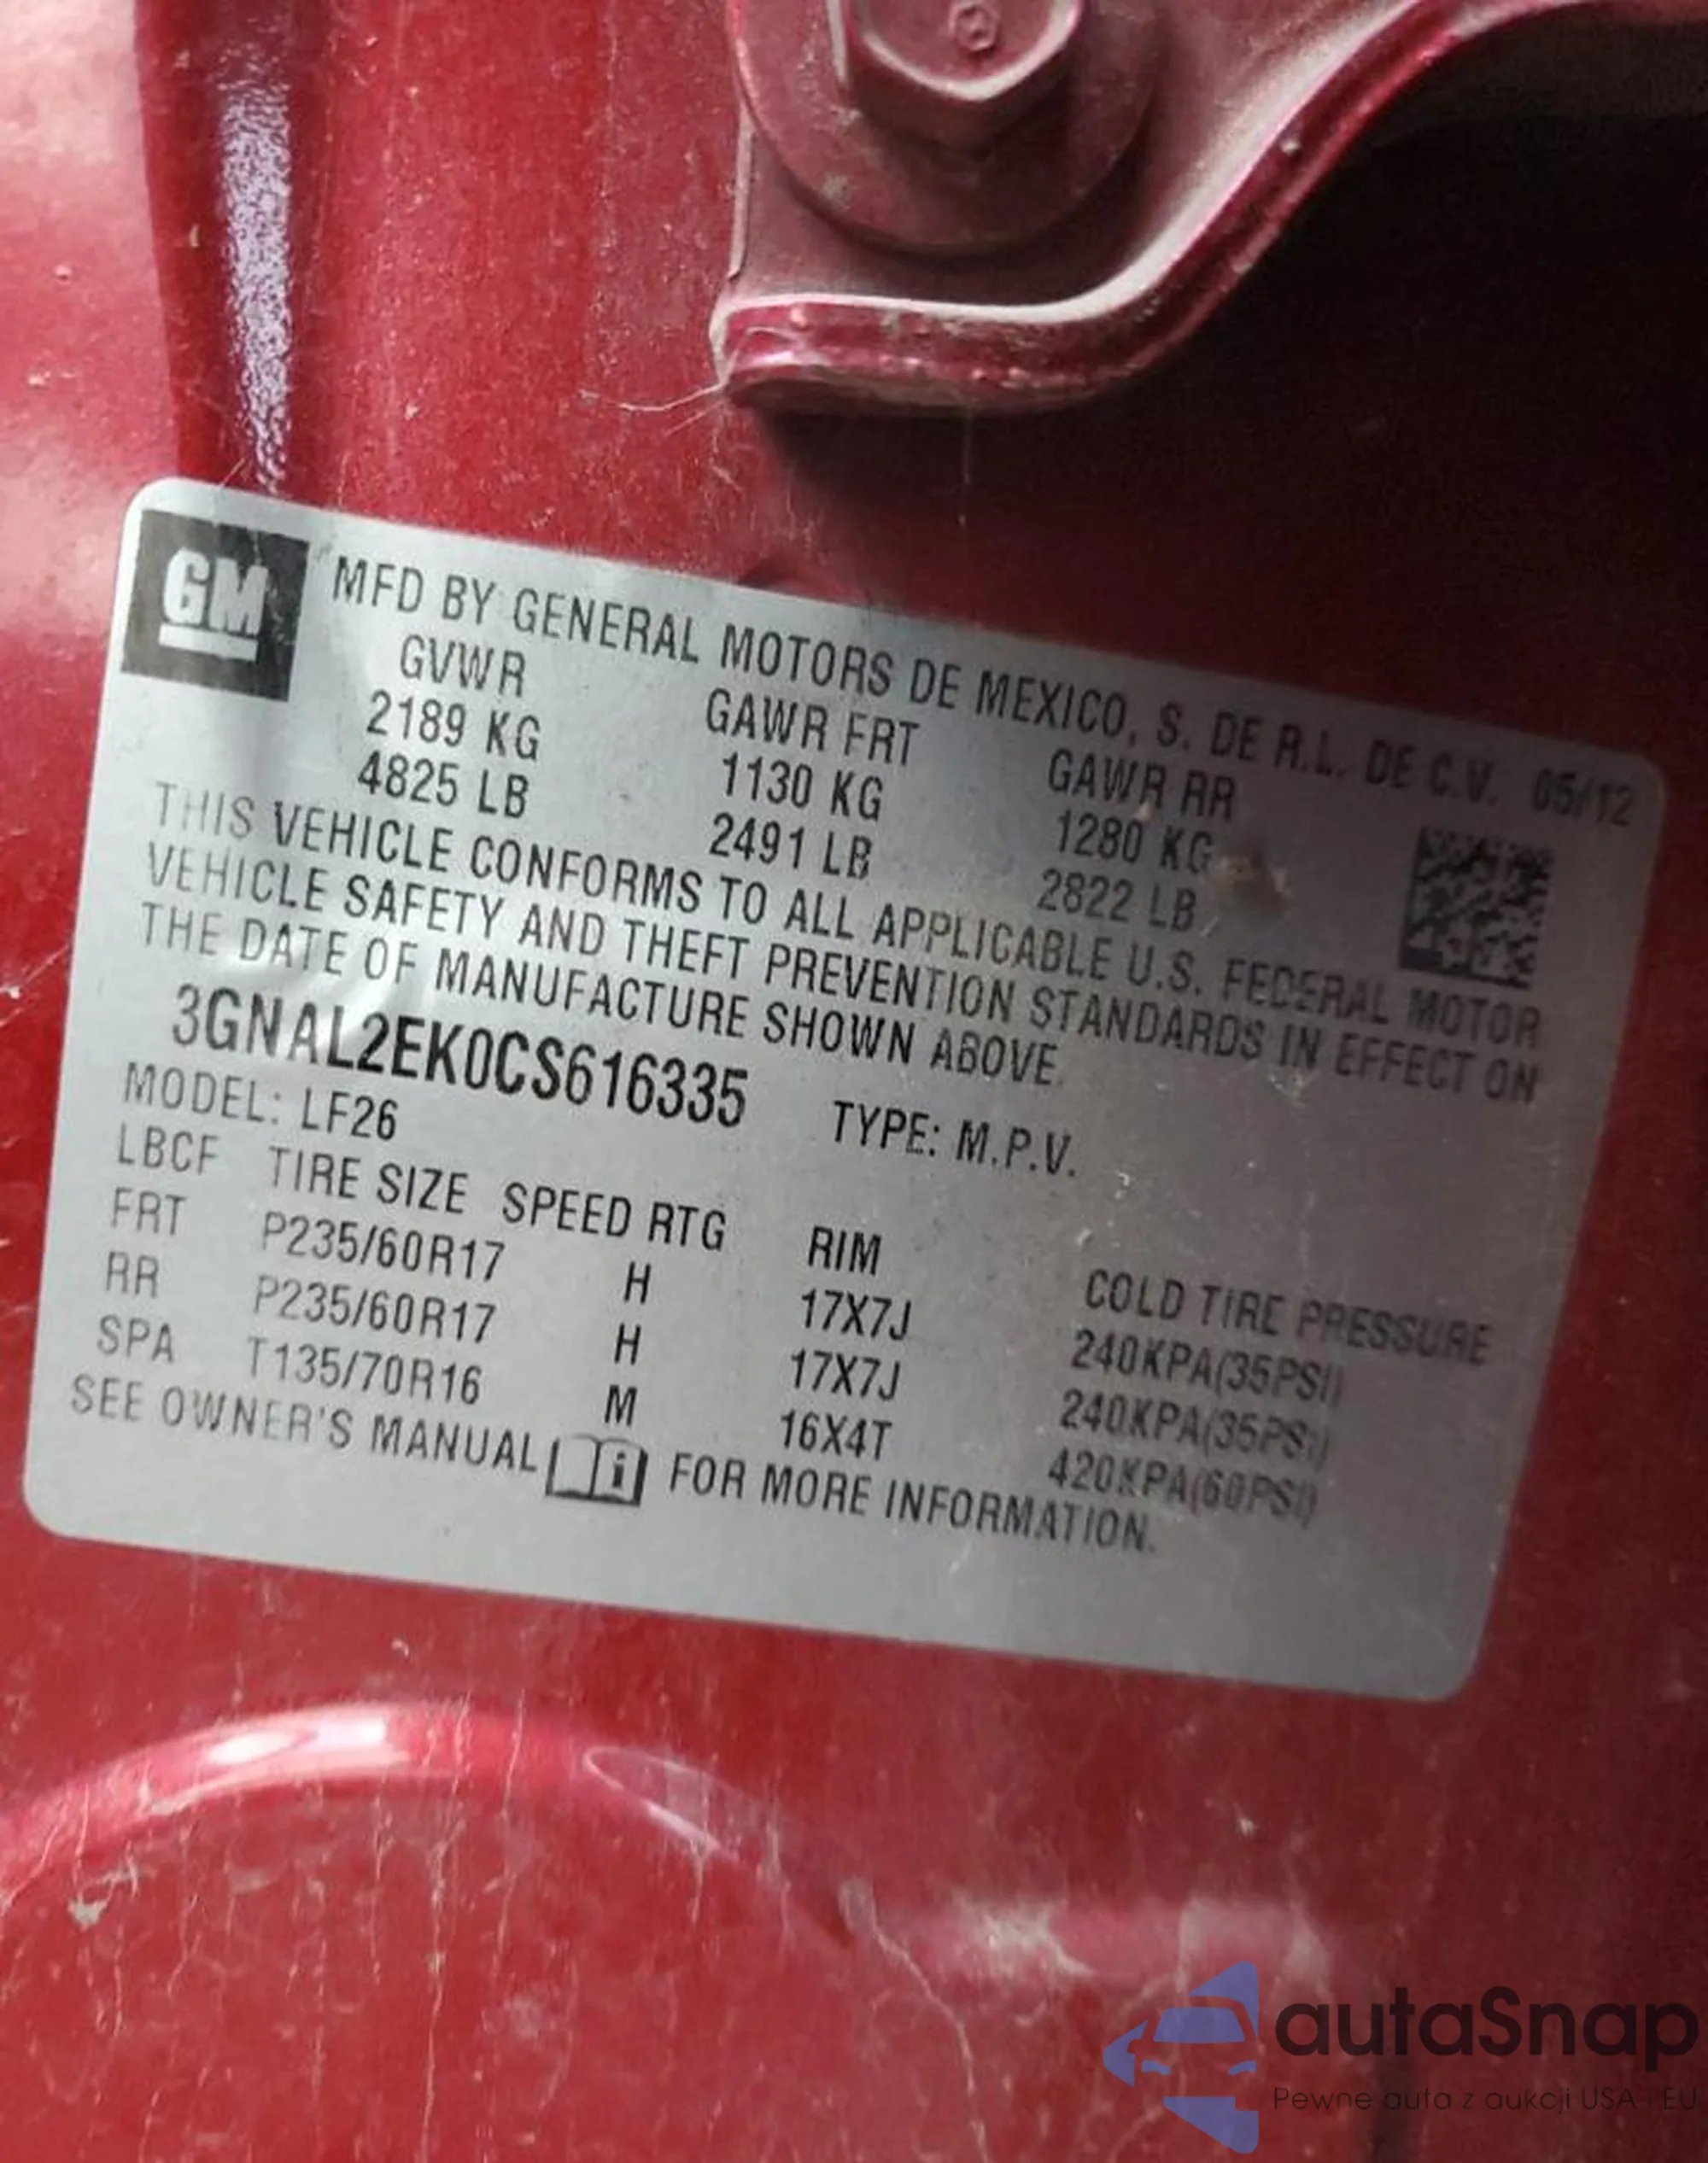 GM
MFD BY GENERAL MOTORS DE MEXICO, S. DE R.L. DE C.V. 05/12
GVWR GAWR FRT GAWR RR
2189 KG 1130 KG 1280 KG
4825 LB 2491 LB 2822 LB
THIS VEHICLE CONFORMS TO ALL APPLICABLE U.S. FEDERAL MOTOR
VEHICLE SAFETY AND THEFT PREVENTION STANDARDS IN EFFECT ON
THE DATE OF MANUFACTURE SHOWN ABOVE.
3GNAL2EK0CS616335 TYPE: M.P.V.
MODEL: LF26
LBCF TIRE SIZE SPEED RTG RIM COLD TIRE PRESSURE
FRT P235/60R17 H 17X7J 240KPA(35PSI)
RR P235/60R17 H 17X7J 240KPA(35PSI)
SPA T135/70R16 M 16X4T 420KPA(60PSI)
SEE OWNER'S MANUAL i FOR MORE INFORMATION.
autaSnap
Pewne auta z aukcji USA i EU